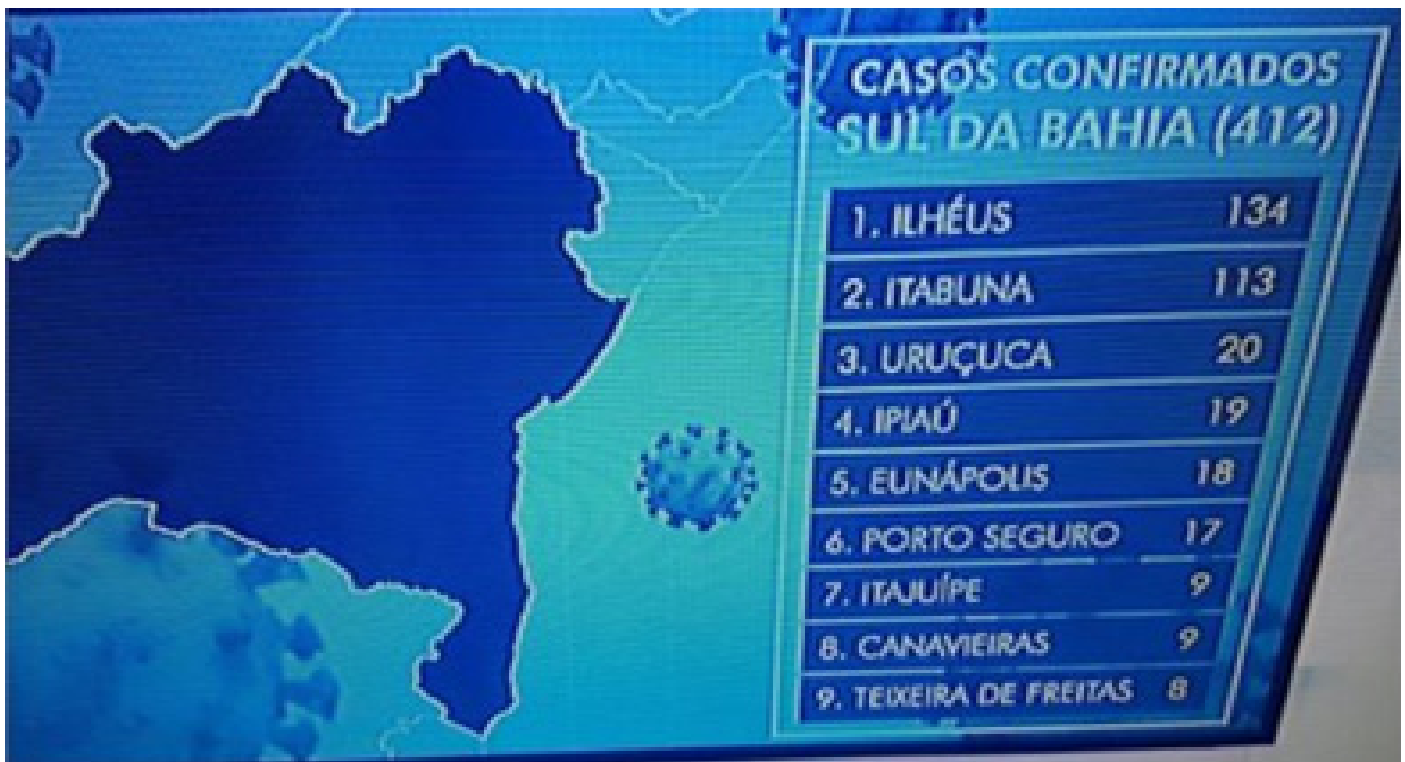 CASOS CONFIRMADOS
SUL DA BAHIA (412)
1. ILHÉUS 134
2. ITABUNA 113
3. URUÇUCA 20
4. IPIAÚ 19
5. EUNÁPOLIS 18
6. PORTO SEGURO 17
7. ITAJUÍPE 9
8. CANAVIEIRAS 9
9. TEIXEIRA DE FREITAS 8